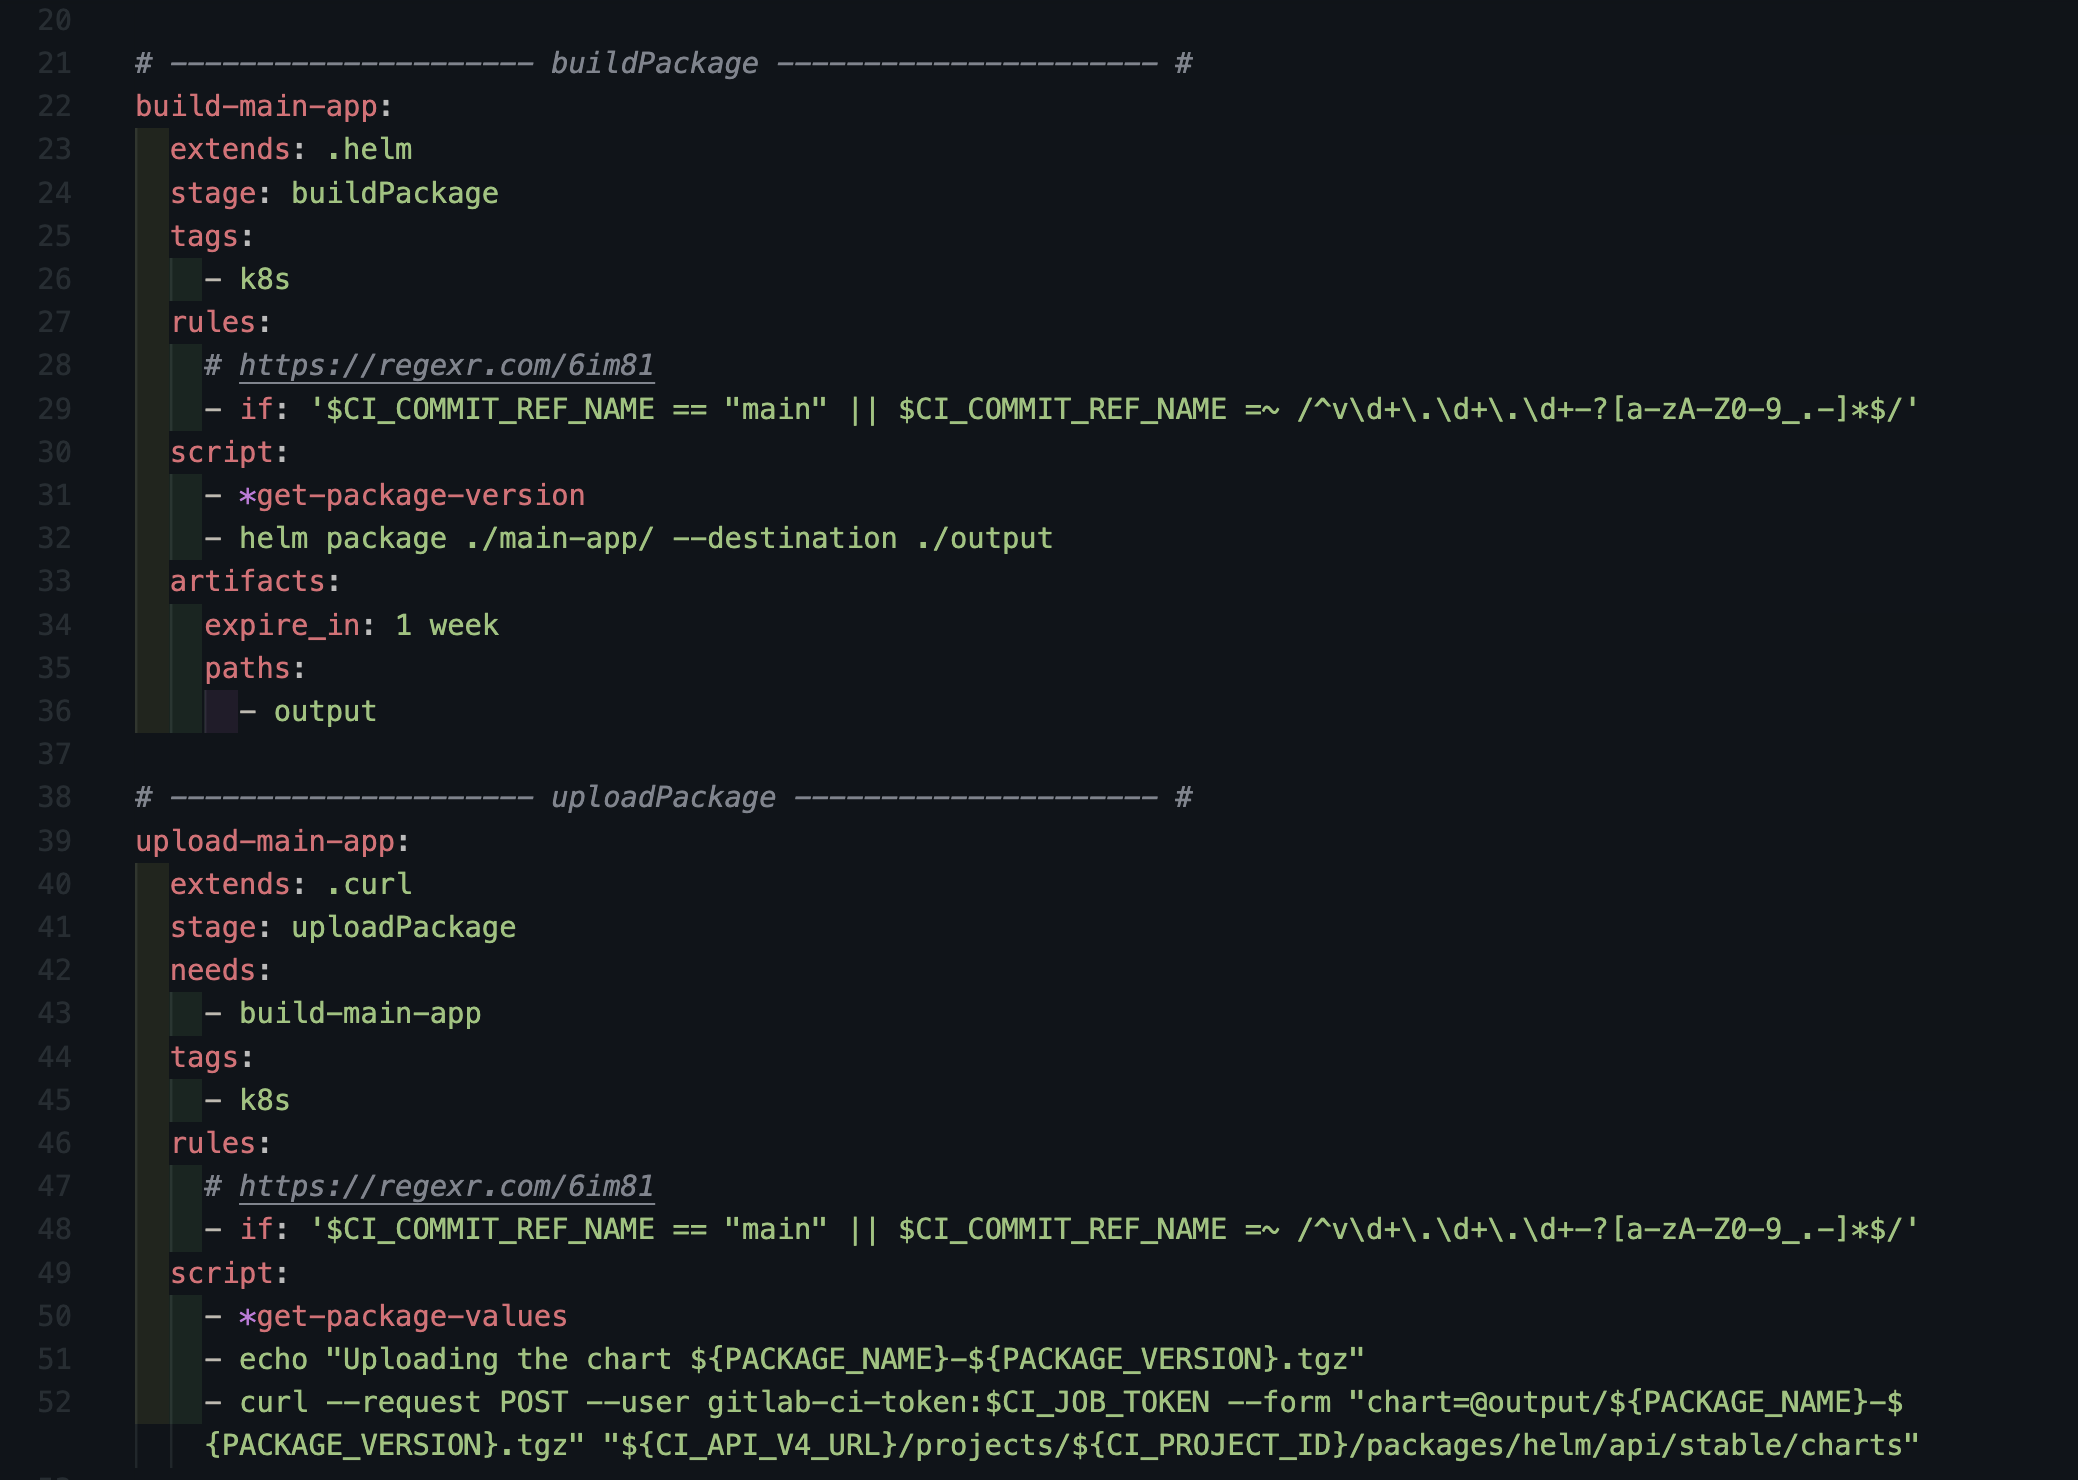 20
21 # --------------------- buildPackage ---------------------- #
22 build-main-app:
23 extends: .helm
24 stage: buildPackage
25 tags:
26 - k8s
27 rules:
28 # https://regexr.com/6im81
29 - if: '$CI_COMMIT_REF_NAME == "main" || $CI_COMMIT_REF_NAME =~ /^v\d+\.\d+\.\d+-?[a-zA-Z0-9_.-]*$/'
30 script:
31 - *get-package-version
32 - helm package ./main-app/ --destination ./output
33 artifacts:
34 expire_in: 1 week
35 paths:
36 - output
37
38 # --------------------- uploadPackage --------------------- #
39 upload-main-app:
40 extends: .curl
41 stage: uploadPackage
42 needs:
43 - build-main-app
44 tags:
45 - k8s
46 rules:
47 # https://regexr.com/6im81
48 - if: '$CI_COMMIT_REF_NAME == "main" || $CI_COMMIT_REF_NAME =~ /^v\d+\.\d+\.\d+-?[a-zA-Z0-9_.-]*$/'
49 script:
50 - *get-package-values
51 - echo "Uploading the chart ${PACKAGE_NAME}-${PACKAGE_VERSION}.tgz"
52 - curl --request POST --user gitlab-ci-token:$CI_JOB_TOKEN --form "chart=@output/${PACKAGE_NAME}-$
{PACKAGE_VERSION}.tgz" "${CI_API_V4_URL}/projects/${CI_PROJECT_ID}/packages/helm/api/stable/charts"